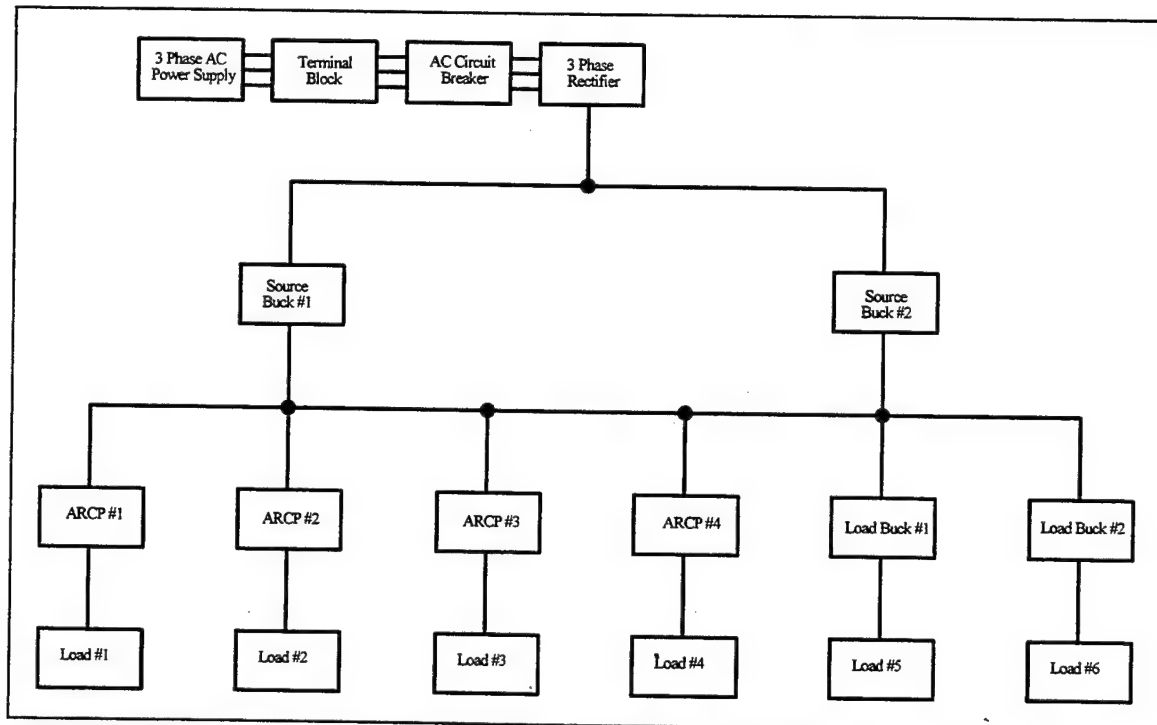 3 Phase AC
Power Supply
Terminal
Block
AC Circuit
Breaker
3 Phase
Rectifier
Source
Buck #1
Source
Buck #2
ARCP #1
ARCP #2
ARCP #3
ARCP #4
Load Buck #1
Load Buck #2
Load #1
Load #2
Load #3
Load #4
Load #5
Load #6